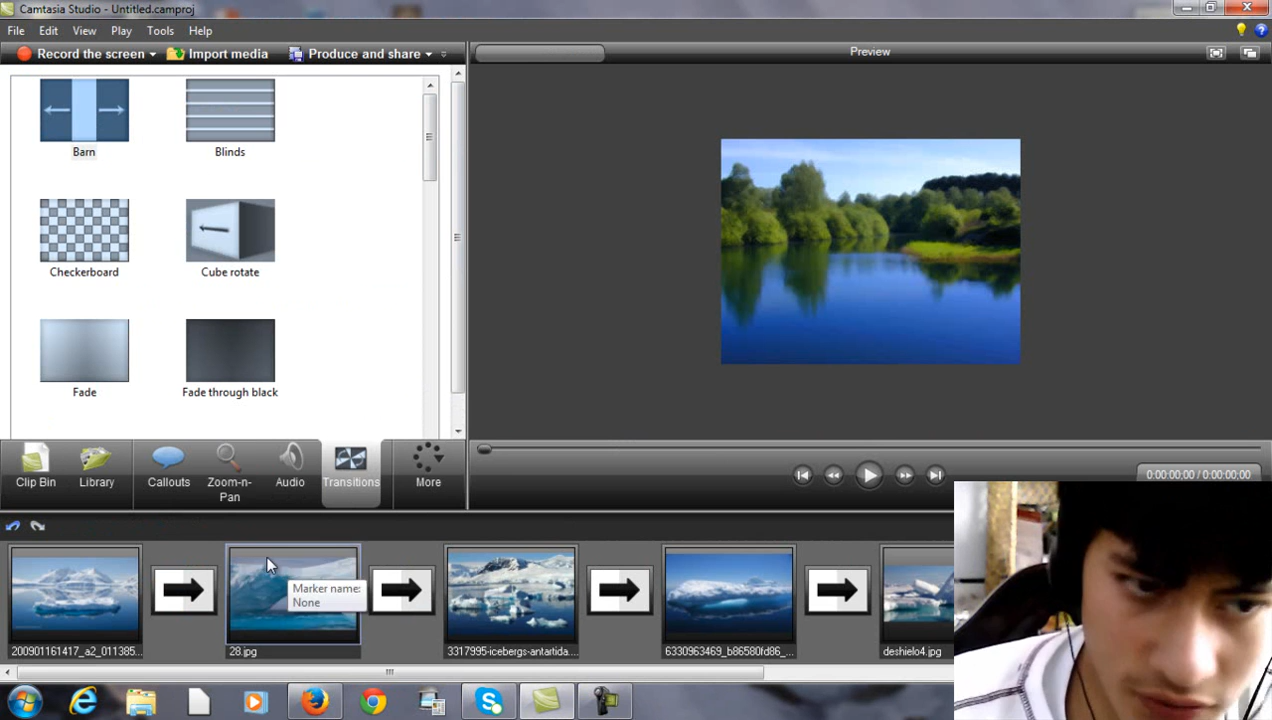 Camtasia Studio - Untitled.camproj
File Edit View Play Tools Help
Record the screen Import media Produce and share
Preview
Barn Blinds
Checkerboard Cube rotate
Fade Fade through black
Clip Bin Library Callouts Zoom-n-Pan Audio Transitions More
0:00:00;00 / 0:00:00;00
Marker name:
None
200901161417_a2_011385... 28.jpg 3317995-icebergs-antartida.... 6330963469_b86580fd86_... deshielo4.jpg